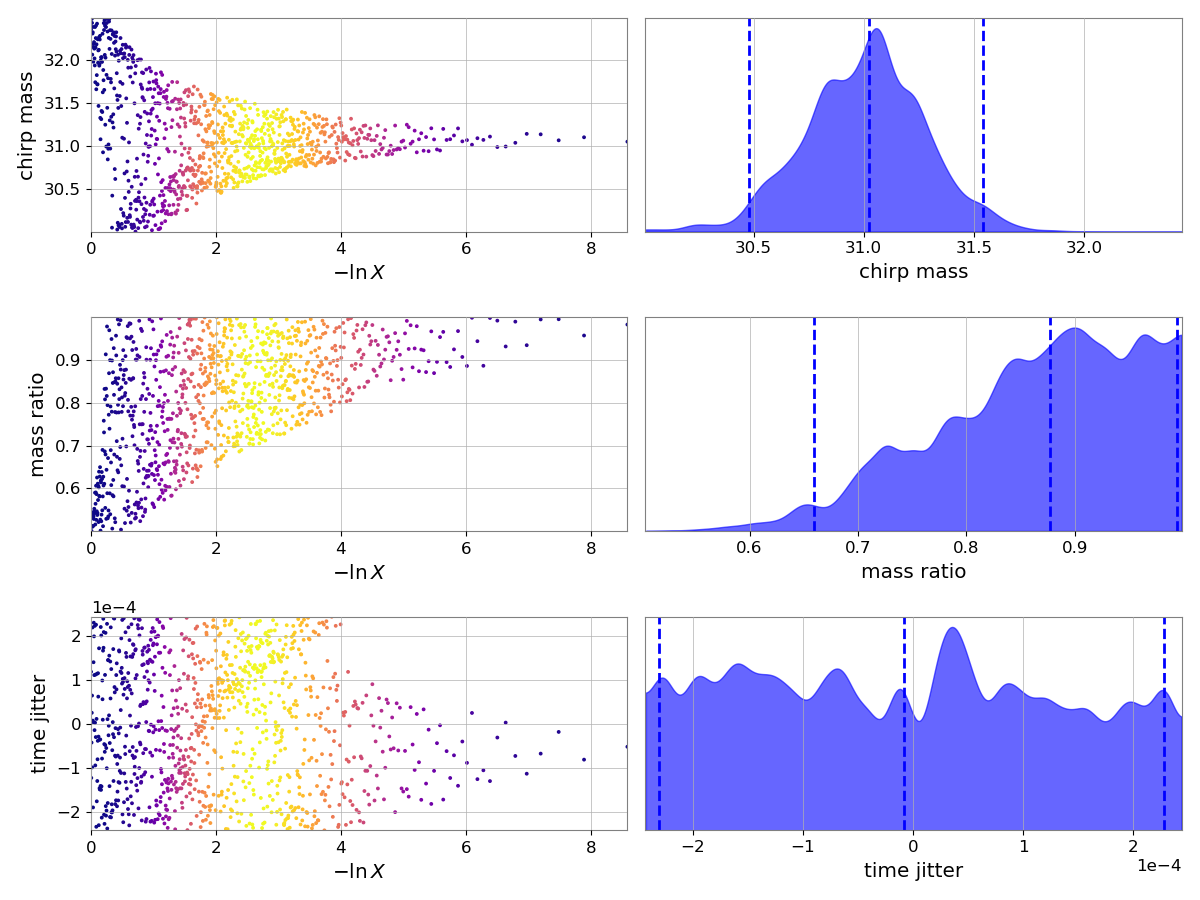 32.0
31.5
31.0
30.5
chirp mass
0 2 4 6 8
−ln X
30.5 31.0 31.5 32.0
chirp mass
0.9
0.8
0.7
0.6
mass ratio
0 2 4 6 8
−ln X
0.6 0.7 0.8 0.9
mass ratio
1e−4
2
1
0
−1
−2
time jitter
0 2 4 6 8
−ln X
−2 −1 0 1 2
1e−4
time jitter